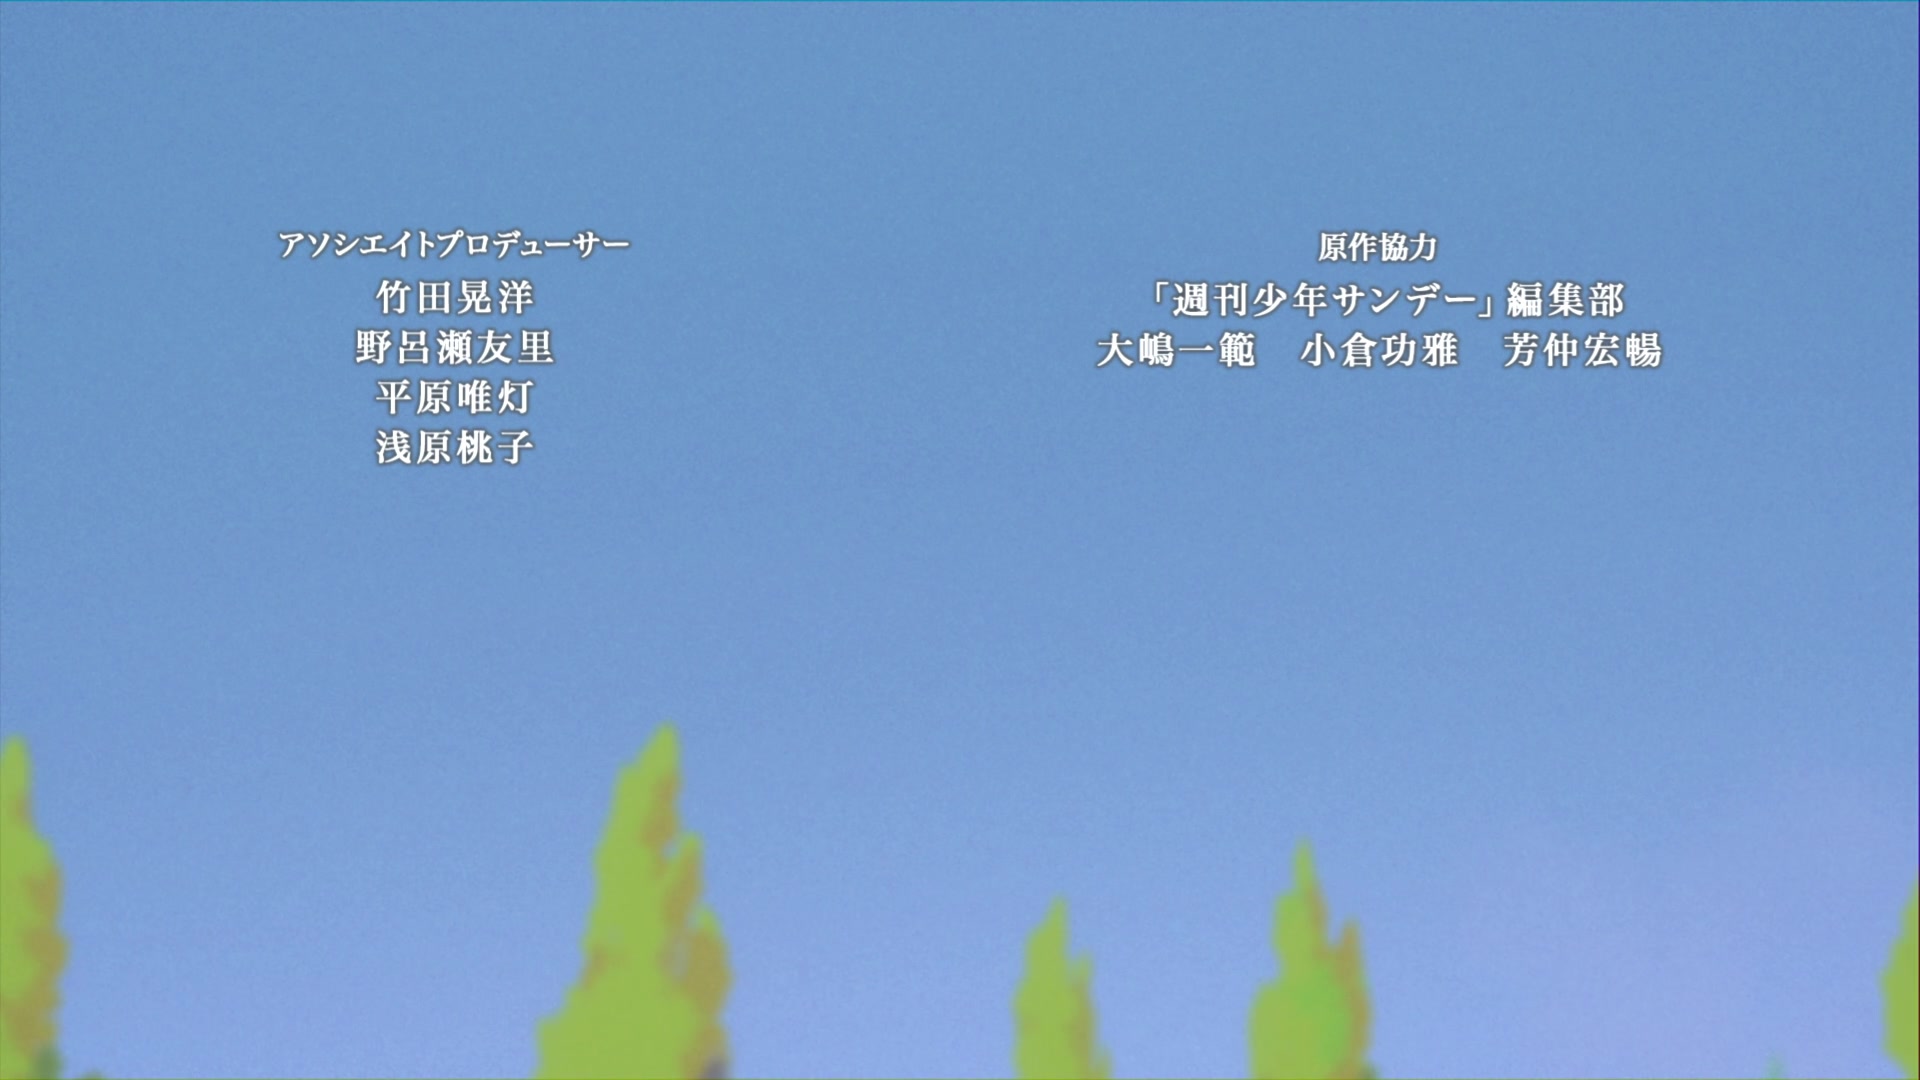 アソシエイトプロデューサー
竹田晃洋
野呂瀬友里
平原唯灯
浅原桃子
原作協力
「週刊少年サンデー」編集部
大嶋一範　小倉功雅　芳仲宏暢